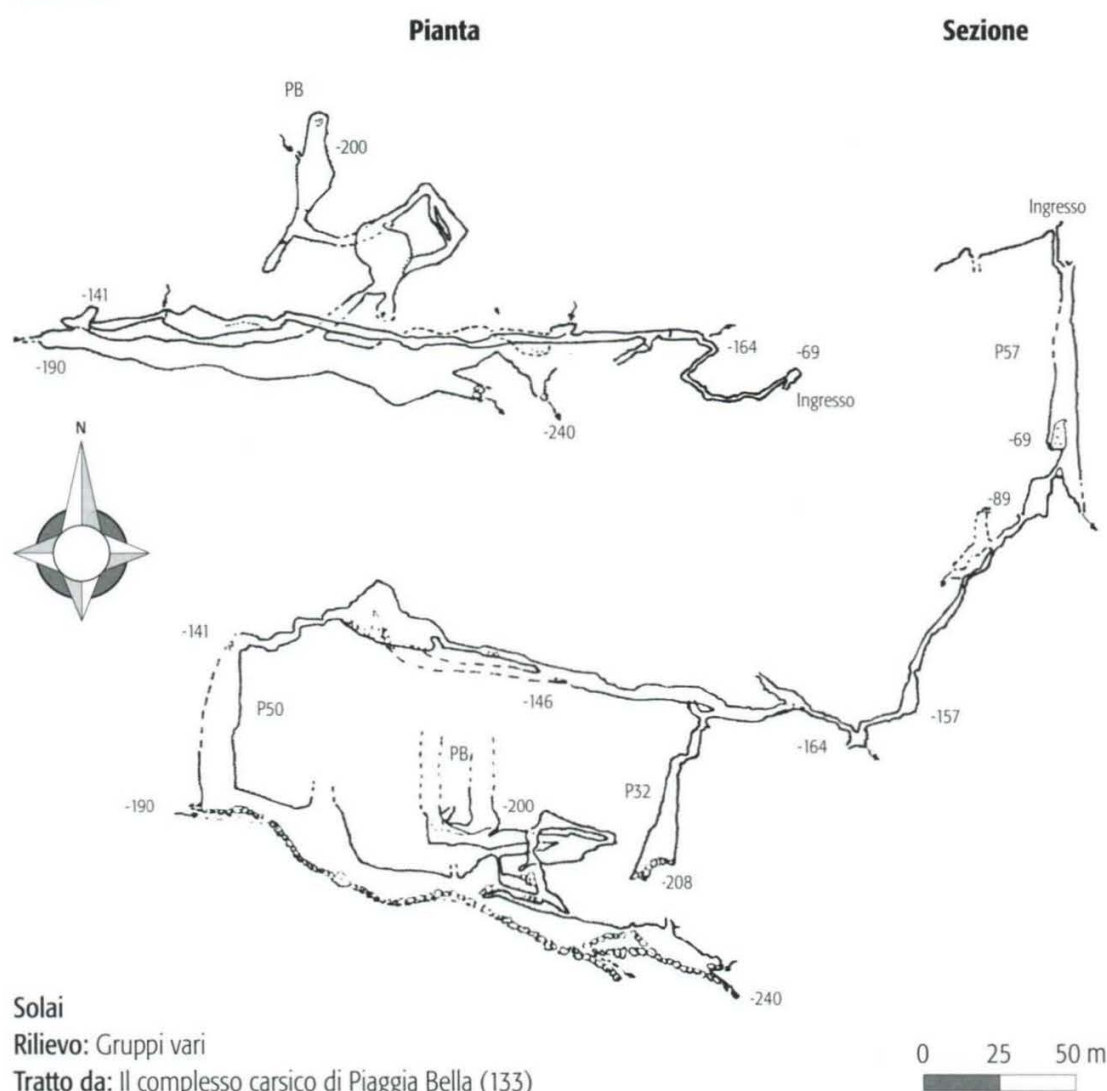 Pianta
Sezione
PB
-200
Ingresso
-141
-164
-69
P57
-190
Ingresso
-240
-69
N
-89
-141
P50
-146
-157
-164
PB
P32
-190
-200
-208
-240
Solai
Rilievo: Gruppi vari
Tratto da: Il complesso carsico di Piaggia Bella (133)
0 25 50 m